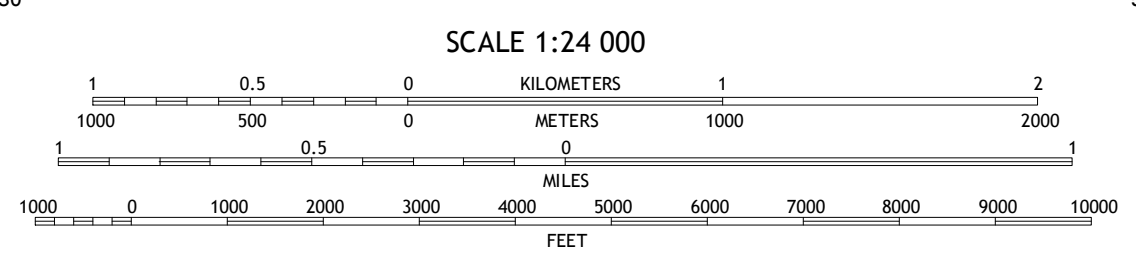 SCALE 1:24 000
1 0.5 0 KILOMETERS 1 2
1000 500 0 METERS 1000 2000
1 0.5 0 1
MILES
1000 0 1000 2000 3000 4000 5000 6000 7000 8000 9000 10000
FEET